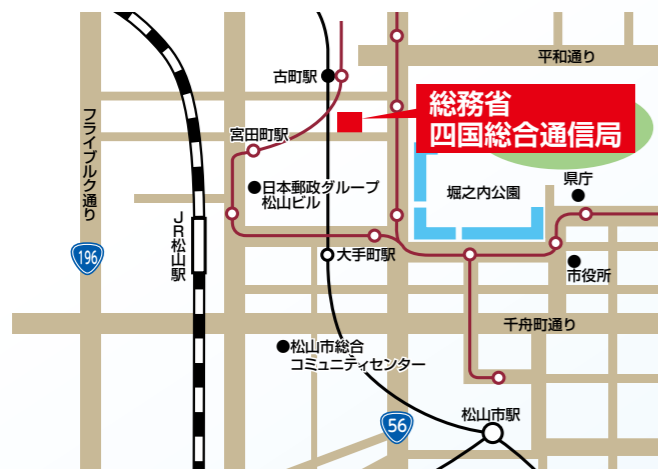 平和通り
古町駅
総務省
四国総合通信局
フライブルク通り
宮田町駅
日本郵政グループ
松山ビル
堀之内公園
県庁
JR松山駅
196
大手町駅
市役所
千舟町通り
松山市総合
コミュニティセンター
56
松山市駅